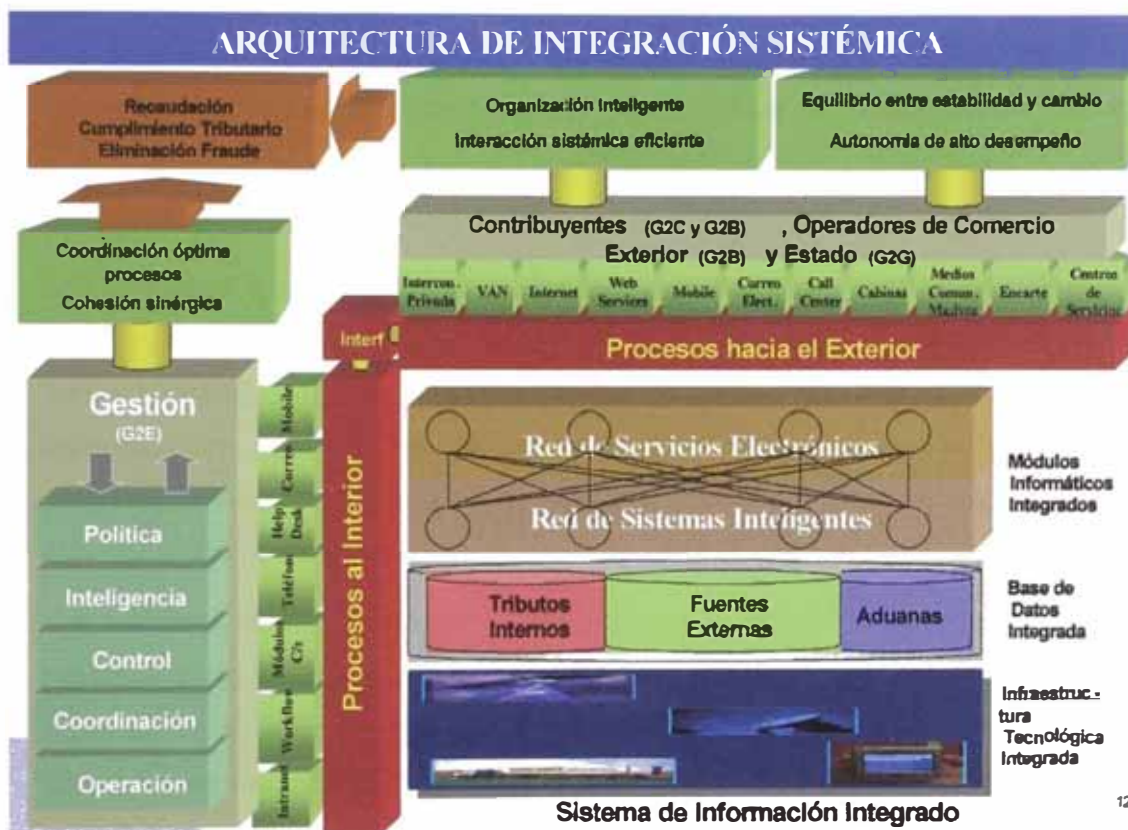 ARQUITECTURA DE INTEGRACIÓN SISTÉMICA
Recaudación
Cumplimiento Tributario
Eliminación Fraude
Organización Inteligente
Interacción sistémica eficiente
Equilibrio entre estabilidad y cambio
Autonomía de alto desempeño
Coordinación óptima
procesos
Cohesión sinérgica
Contribuyentes (G2C y G2B) , Operadores de Comercio
Exterior (G2B) y Estado (G2G)
Intercon.
Privada
VAN
Internet
Web
Services
Mobile
Correo
Elect.
Call
Center
Cabinas
Medios
Comun.
Masiva
Encarte
Centros
de
Servicios
Interf
Procesos hacia el Exterior
Gestión
(G2E)
Política
Inteligencia
Control
Coordinación
Operación
Mobile
Correo
Help
Desk
Teléfono
Módulos
C/s
Workflow
Intranet
Procesos al Interior
Red de Servicios Electrónicos
Red de Sistemas Inteligentes
Módulos
Informáticos
Integrados
Tributos
Internos
Fuentes
Externas
Aduanas
Base de
Datos
Integrada
Infraestruc-
tura
Tecnológica
Integrada
Sistema de Información Integrado
12